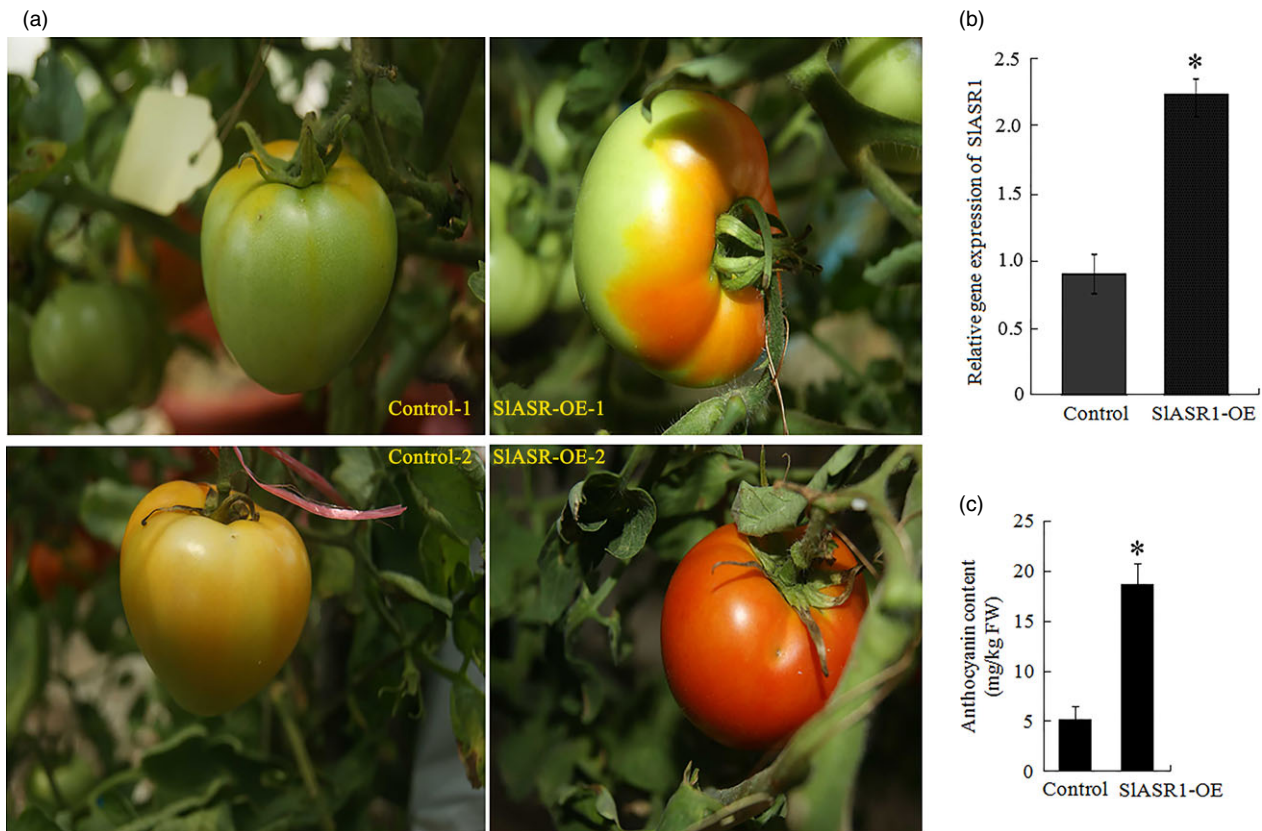 (a)
Control-1
SlASR-OE-1
Control-2
SlASR-OE-2
(b)
Relative gene expression of SlASR1
2.5
2.0
1.5
1.0
0.5
0
*
Control
SlASR1-OE
(c)
Anthocyanin content
(mg/kg FW)
25
20
15
10
5
0
*
Control
SlASR1-OE